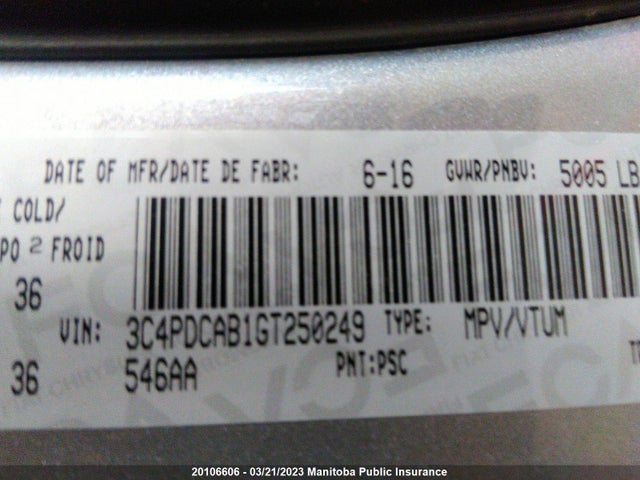 DATE OF MFR/DATE DE FABR: 6-16 GVWR/PNBV: 5005 LB
COLD/
PO 2 FROID
36
VIN: 3C4PDCAB1GT250249 TYPE: MPV/VTUM
36 546AA PNT:PSC
20106606 - 03/21/2023 Manitoba Public Insurance